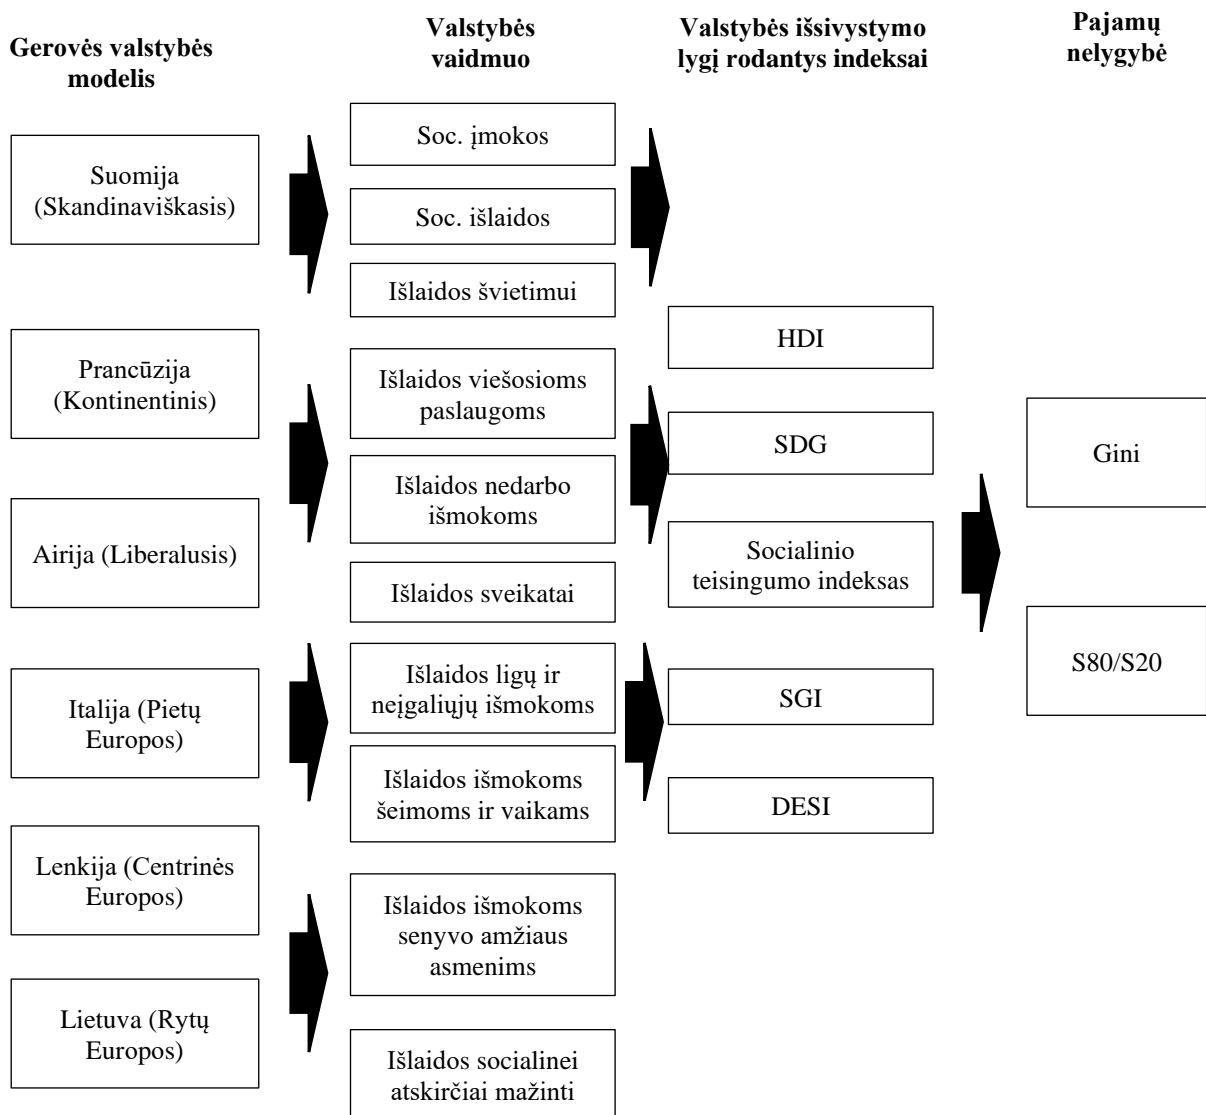 Gerovės valstybės
modelis
Valstybės
vaidmuo
Valstybės išsivystymo
lygį rodantys indeksai
Pajamų
nelygybė
Suomija
(Skandinaviškasis)
Prancūzija
(Kontinentinis)
Airija (Liberalusis)
Italija (Pietų
Europos)
Lenkija (Centrinės
Europos)
Lietuva (Rytų
Europos)
Soc. įmokos
Soc. išlaidos
Išlaidos švietimui
Išlaidos viešosioms
paslaugoms
Išlaidos nedarbo
išmokoms
Išlaidos sveikatai
Išlaidos ligų ir
neįgaliųjų išmokoms
Išlaidos išmokoms
šeimoms ir vaikams
Išlaidos išmokoms
senyvo amžiaus
asmenims
Išlaidos socialinei
atskirčiai mažinti
HDI
SDG
Socialinio
teisingumo indeksas
SGI
DESI
Gini
S80/S20